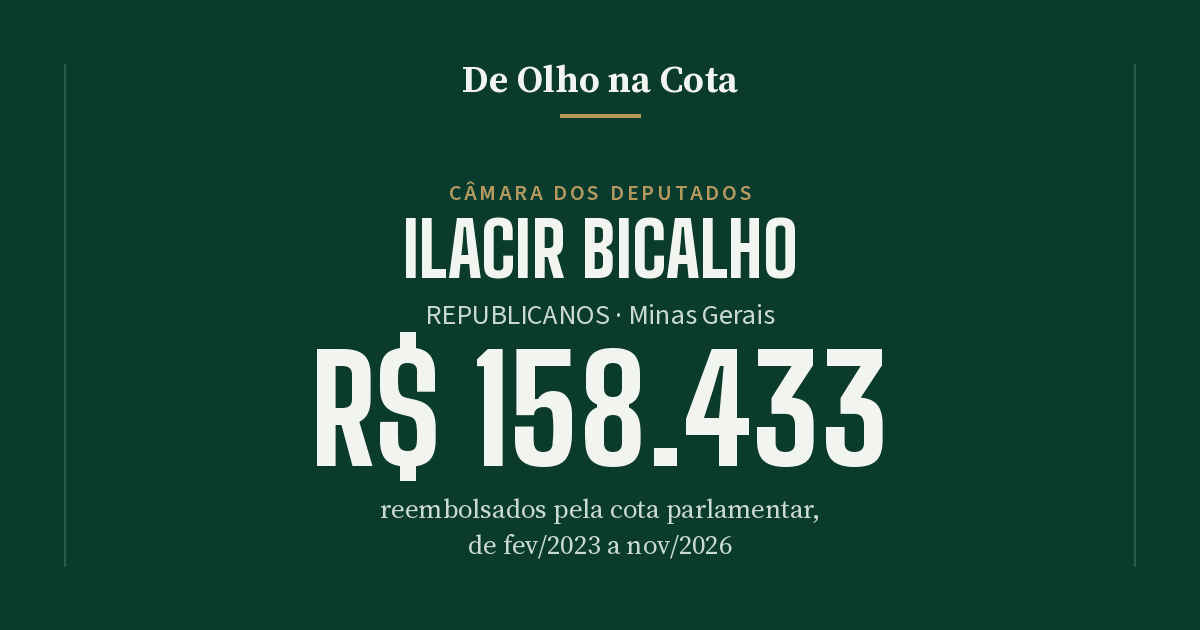 De Olho na Cota
CÂMARA DOS DEPUTADOS
ILACIR BICALHO
REPUBLICANOS · Minas Gerais
R$ 158.433
reembolsados pela cota parlamentar,
de fev/2023 a nov/2026